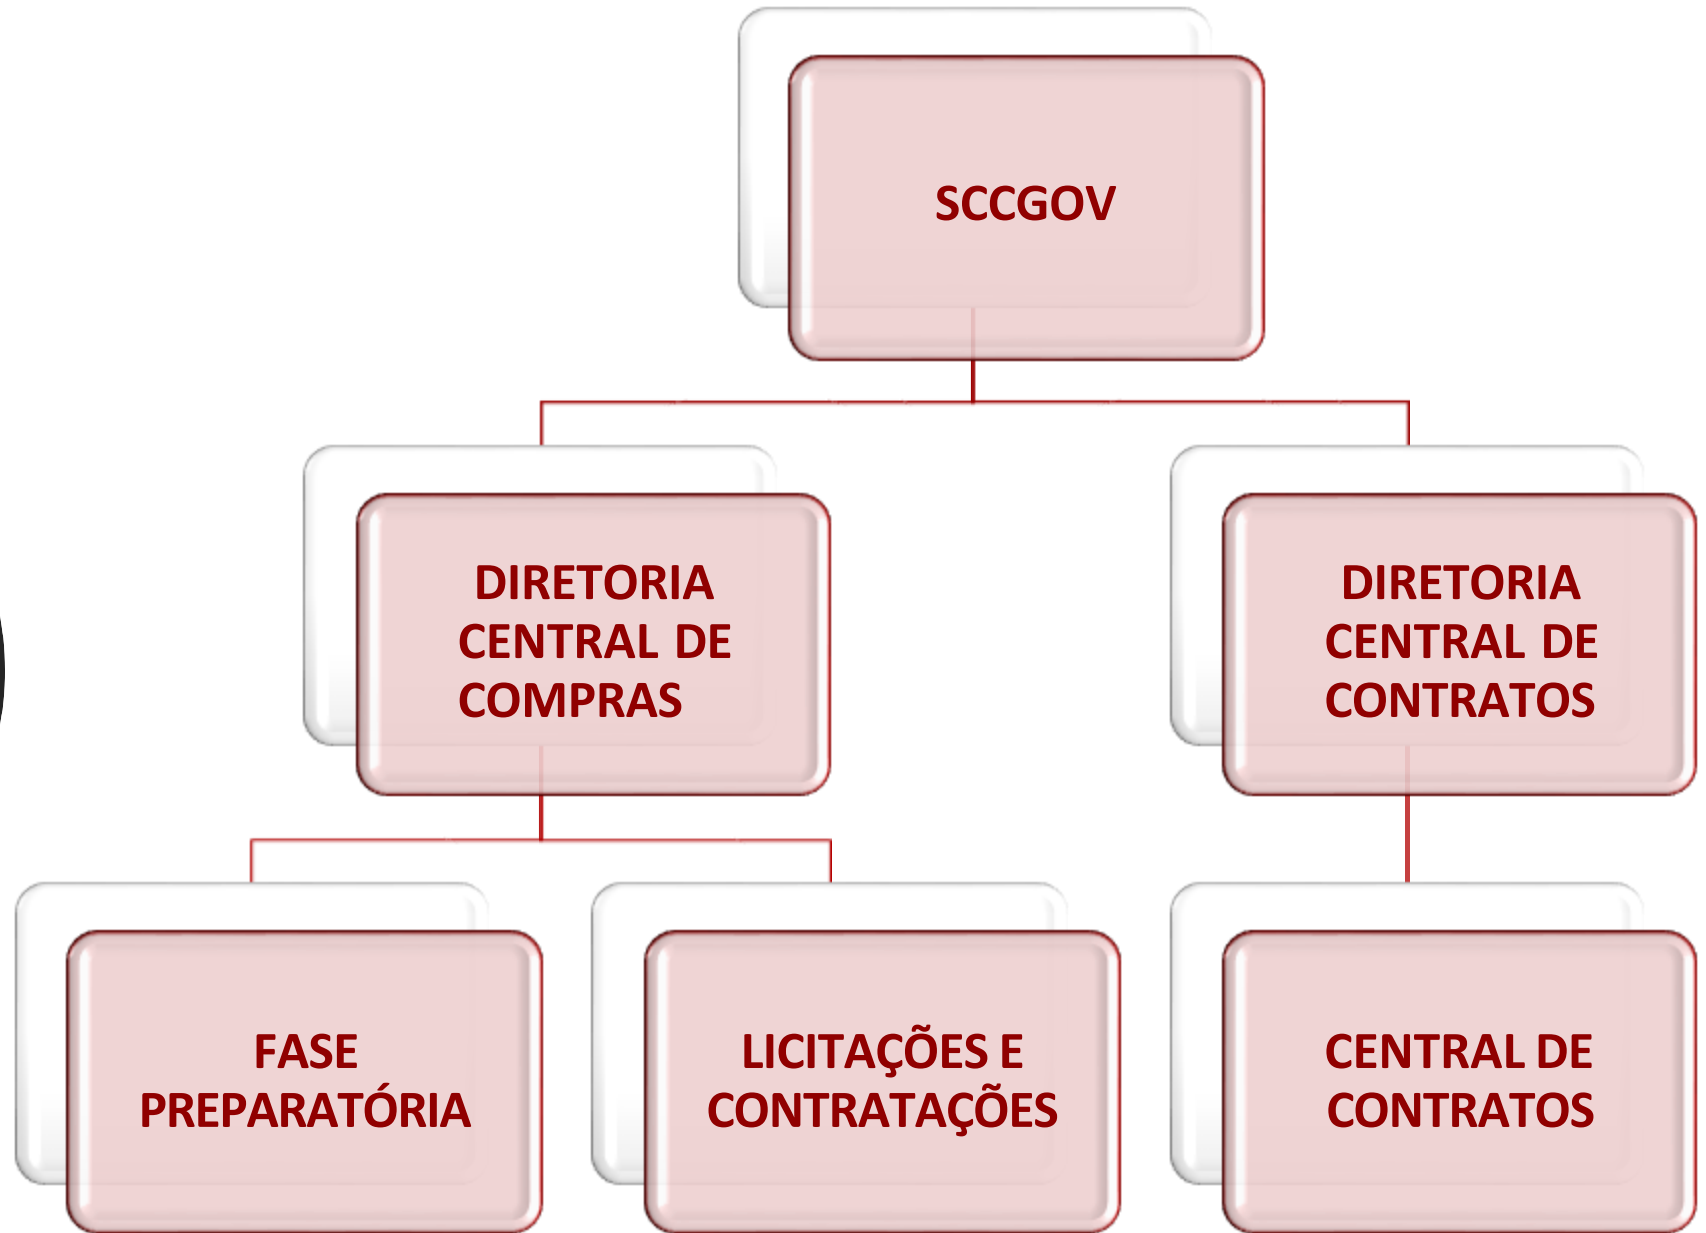 SCCGOV
DIRETORIA
CENTRAL DE
COMPRAS
DIRETORIA
CENTRAL DE
CONTRATOS
FASE
PREPARATÓRIA
LICITAÇÕES E
CONTRATAÇÕES
CENTRAL DE
CONTRATOS